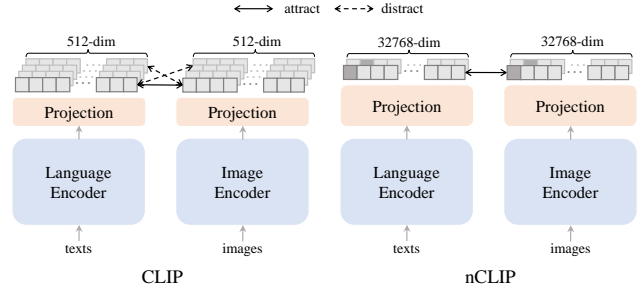 attract distract
512-dim 512-dim 32768-dim 32768-dim
Projection Projection Projection Projection
Language Encoder Image Encoder Language Encoder Image Encoder
texts images texts images
CLIP nCLIP